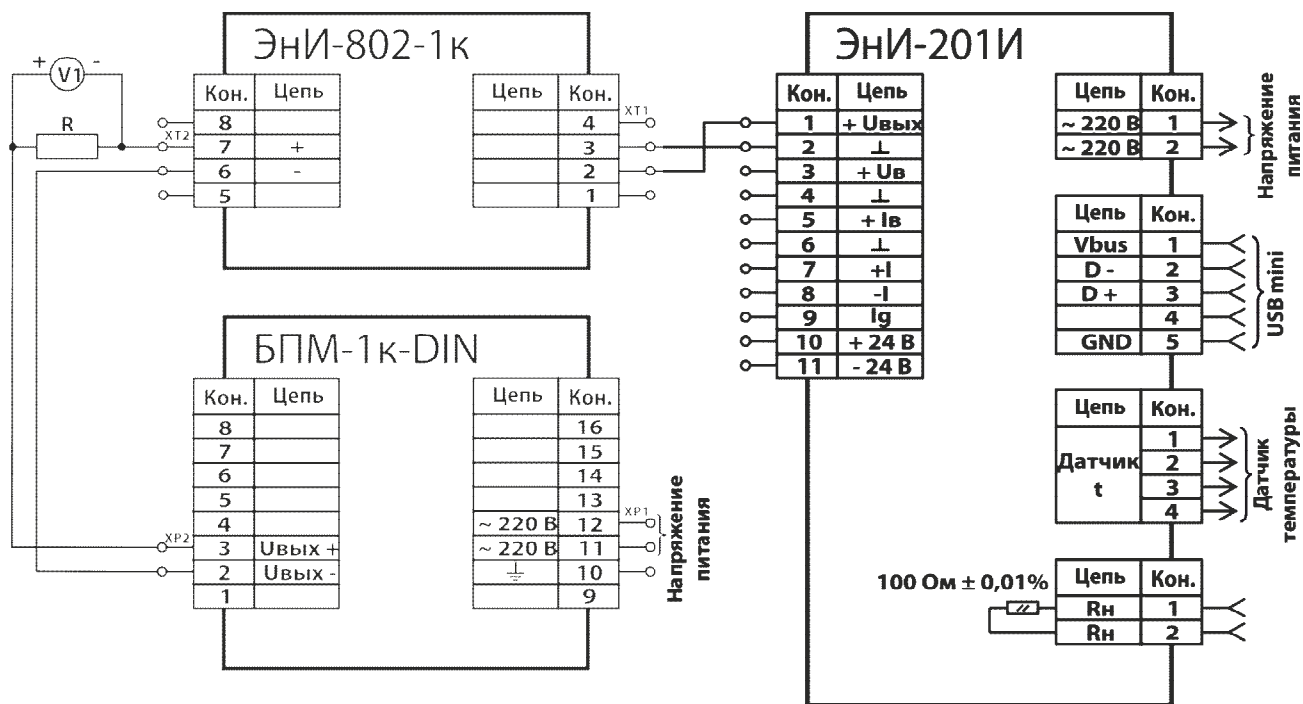 ЭнИ-802-1к
+ V1 -
R
XT2
Кон. Цепь
8
7 +
6 -
5
Цепь Кон.
XT1
4
3
2
1
БПМ-1к-DIN
Кон. Цепь
8
7
6
5
4
XP2
3 Uвых +
2 Uвых -
1
Цепь Кон.
16
15
14
13
XP1
~ 220 В 12
~ 220 В 11
10
9
Напряжение
питания
ЭнИ-201И
Кон. Цепь
1 + Uвых
2 ⊥
3 + Uв
4 ⊥
5 + Iв
6 ⊥
7 +I
8 -I
9 Ig
10 + 24 В
11 - 24 В
Цепь Кон.
~ 220 В 1
~ 220 В 2
Напряжение
питания
Цепь Кон.
Vbus 1
D - 2
D + 3
4
GND 5
USB mini
Цепь Кон.
Датчик
t
1
2
3
4
Датчик
температуры
100 Ом ± 0,01%
Цепь Кон.
Rн 1
Rн 2